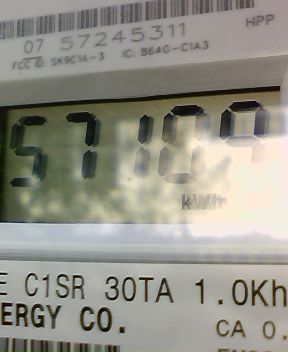 HPP
07 57245311
FCC ID: SK9C1A-3 IC: 864G-C1A3
57109
kWh
E C1SR 30TA 1.0Kh
ERGY CO.
CA 0.